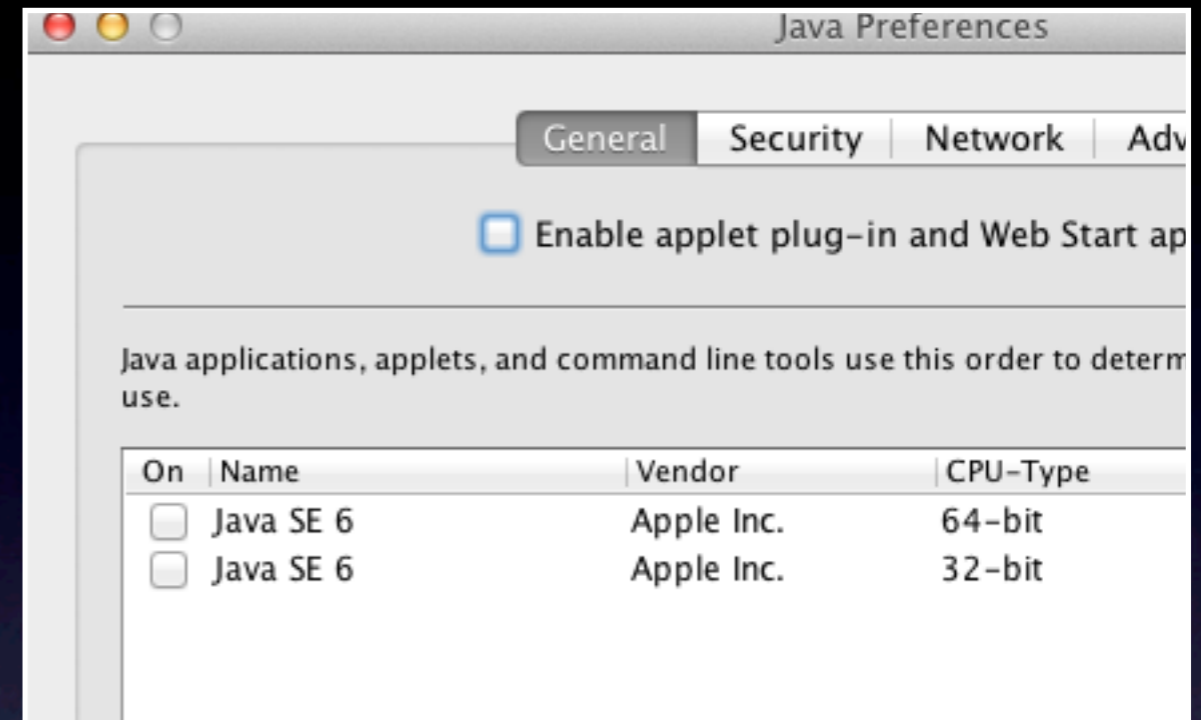 Java Preferences
General Security Network Adv
Enable applet plug-in and Web Start ap
Java applications, applets, and command line tools use this order to determ
use.
On Name Vendor CPU-Type
Java SE 6 Apple Inc. 64-bit
Java SE 6 Apple Inc. 32-bit